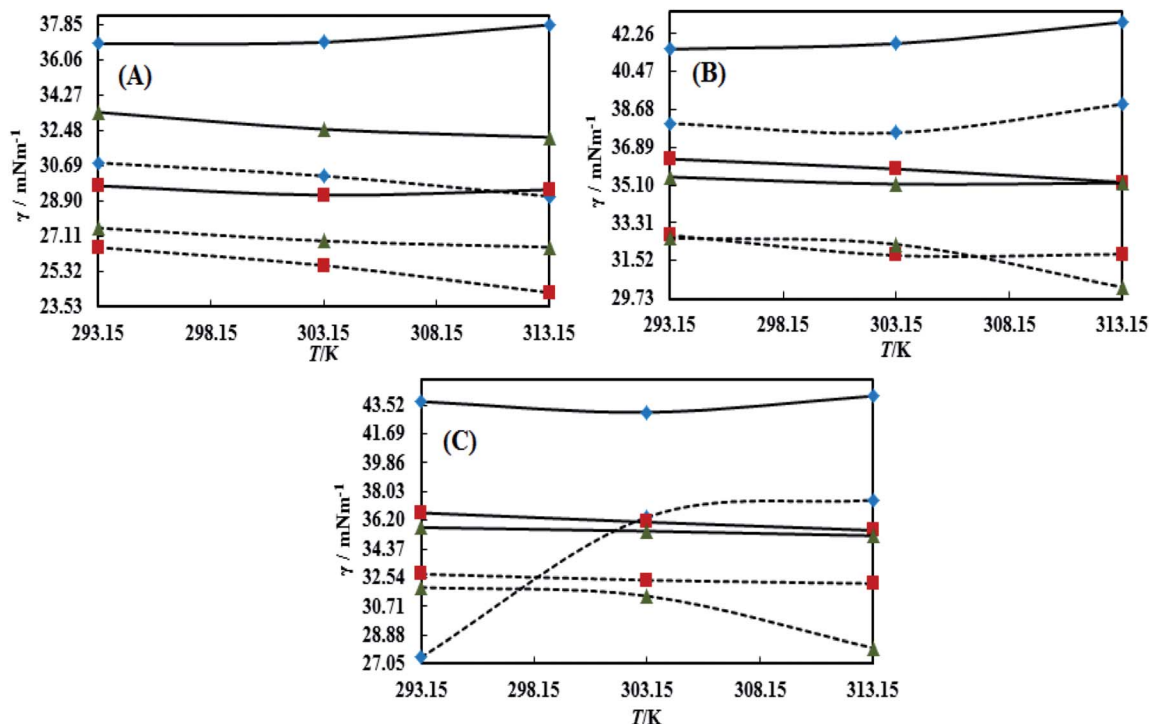 37.85
36.06
34.27
32.48
30.69
28.90
27.11
25.32
23.53
γ / mNm-1
(A)
293.15 298.15 303.15 308.15 313.15
T/K
42.26
40.47
38.68
36.89
35.10
33.31
31.52
29.73
γ / mNm-1
(B)
293.15 298.15 303.15 308.15 313.15
T/K
43.52
41.69
39.86
38.03
36.20
34.37
32.54
30.71
28.88
27.05
γ / mNm-1
(C)
293.15 298.15 303.15 308.15 313.15
T/K